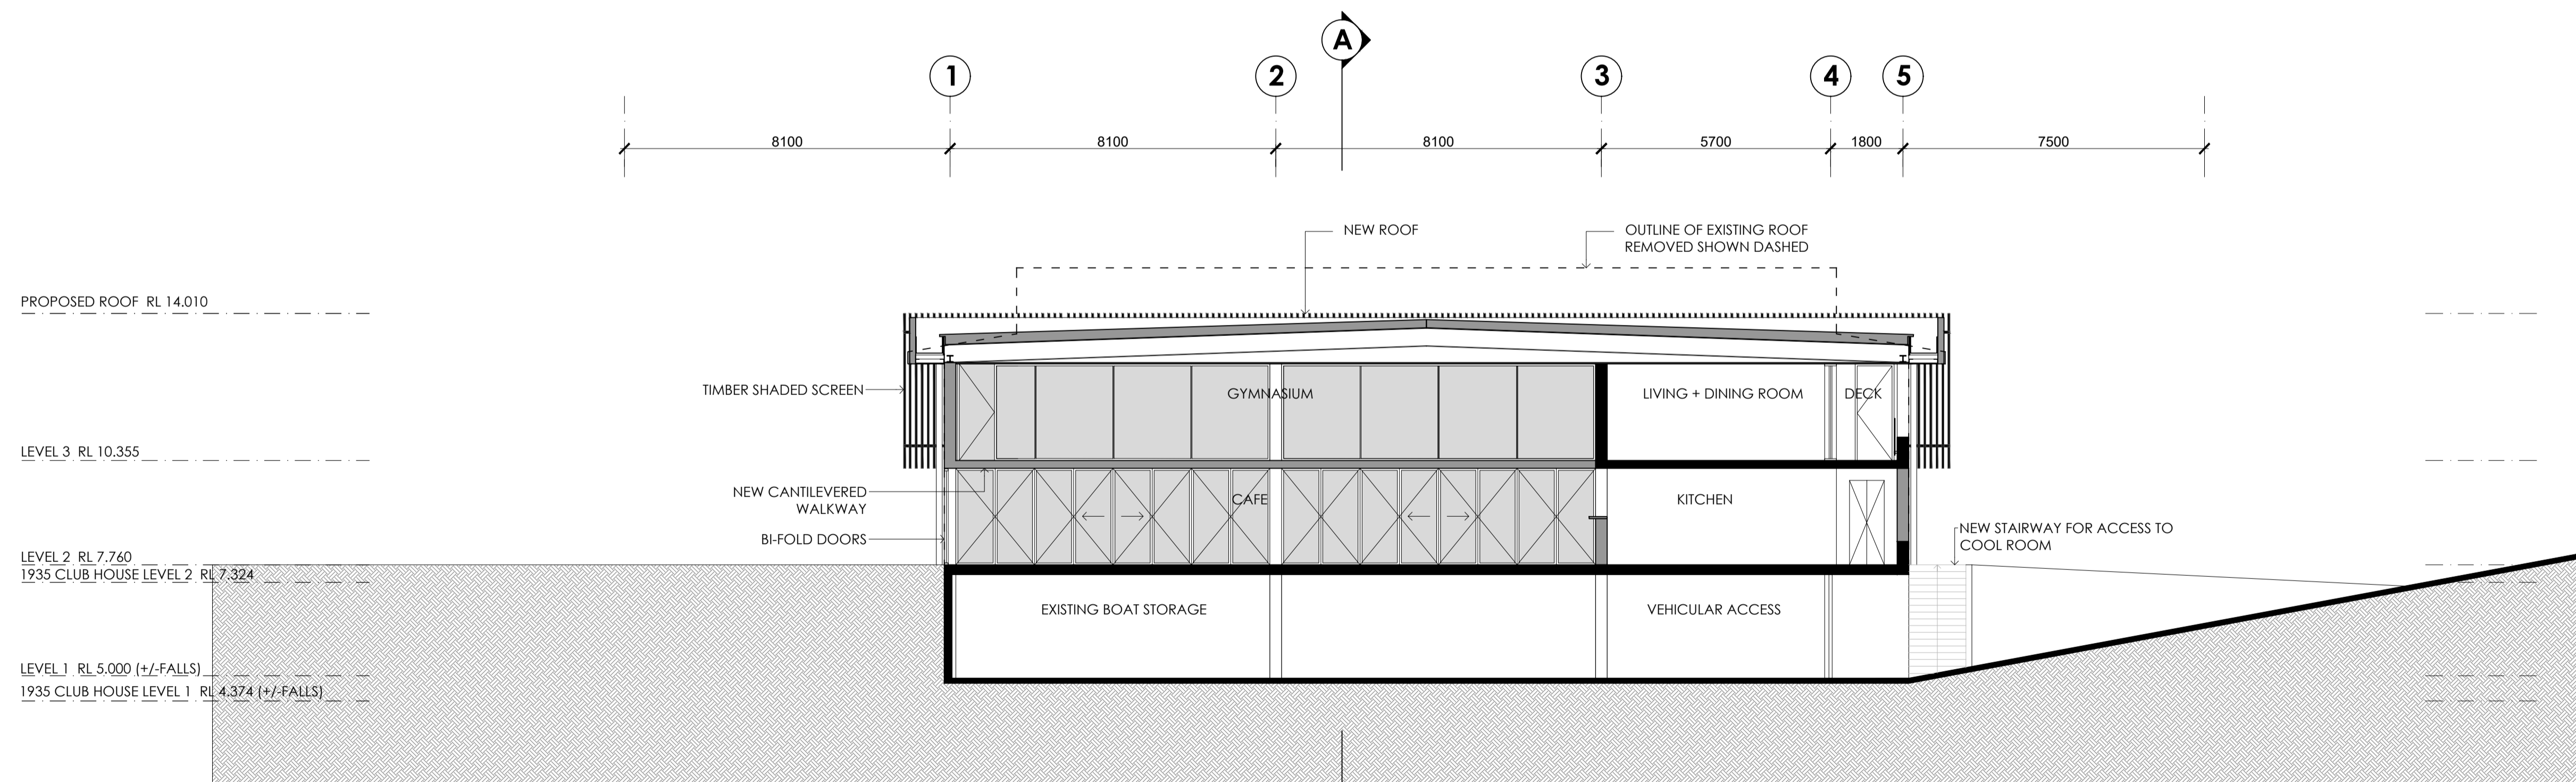 A
1 2 3 4 5
8100 8100 8100 5700 1800 7500
NEW ROOF
OUTLINE OF EXISTING ROOF
REMOVED SHOWN DASHED
PROPOSED ROOF RL 14.010
TIMBER SHADED SCREEN
GYMNASIUM
LIVING + DINING ROOM
DECK
LEVEL 3 RL 10.355
NEW CANTILEVERED
WALKWAY
CAFE
KITCHEN
BI-FOLD DOORS
NEW STAIRWAY FOR ACCESS TO
COOL ROOM
LEVEL 2 RL 7.760
1935 CLUB HOUSE LEVEL 2 RL 7.324
EXISTING BOAT STORAGE
VEHICULAR ACCESS
LEVEL 1 RL 5.000 (+/-FALLS)
1935 CLUB HOUSE LEVEL 1 RL 4.374 (+/-FALLS)